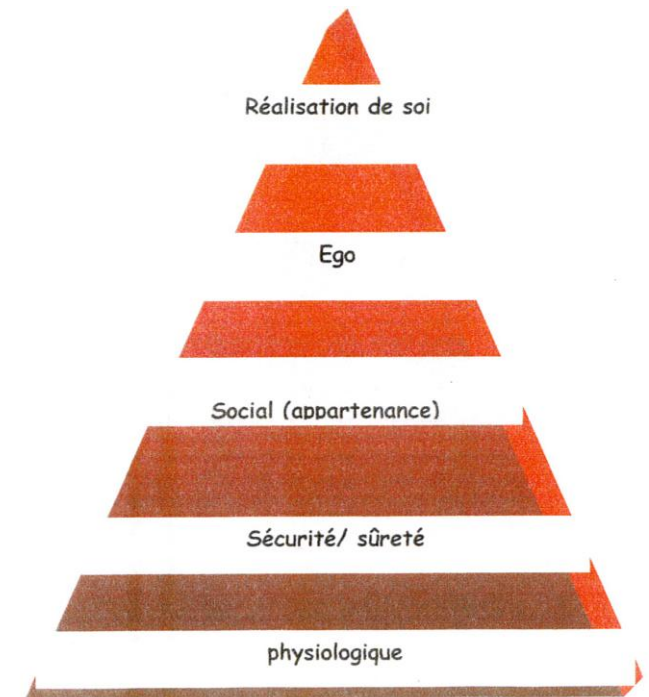 Réalisation de soi
Ego
Social (appartenance)
Sécurité/ sûreté
physiologique